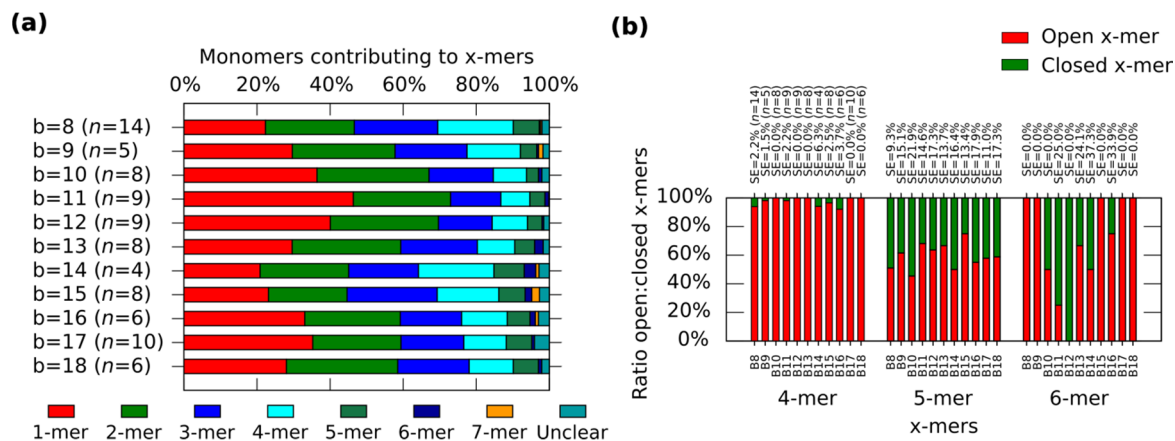 (a)
Monomers contributing to x-mers
0% 20% 40% 60% 80% 100%
b=8 (n=14)
b=9 (n=5)
b=10 (n=8)
b=11 (n=9)
b=12 (n=9)
b=13 (n=8)
b=14 (n=4)
b=15 (n=8)
b=16 (n=6)
b=17 (n=10)
b=18 (n=6)
1-mer 2-mer 3-mer 4-mer 5-mer 6-mer 7-mer Unclear
(b)
Open x-mer
Closed x-mer
SE=2.2% (n=14)
SE=1.5% (n=5)
SE=0.0% (n=8)
SE=2.2% (n=9)
SE=0.0% (n=9)
SE=0.0% (n=8)
SE=6.3% (n=4)
SE=2.5% (n=8)
SE=3.7% (n=6)
SE=0.0% (n=10)
SE=0.0% (n=6)
SE=9.3%
SE=15.1%
SE=21.9%
SE=14.6%
SE=17.3%
SE=13.7%
SE=16.4%
SE=13.4%
SE=17.9%
SE=11.0%
SE=17.3%
SE=0.0%
SE=0.0%
SE=0.0%
SE=25.0%
SE=0.0%
SE=24.1%
SE=37.3%
SE=0.0%
SE=33.9%
SE=0.0%
SE=0.0%
Ratio open:closed x-mers
100%
80%
60%
40%
20%
0%
B8 B9 B10 B11 B12 B13 B14 B15 B16 B17 B18
B8 B9 B10 B11 B12 B13 B14 B15 B16 B17 B18
B8 B9 B10 B11 B12 B13 B14 B15 B16 B17 B18
4-mer 5-mer 6-mer
x-mers